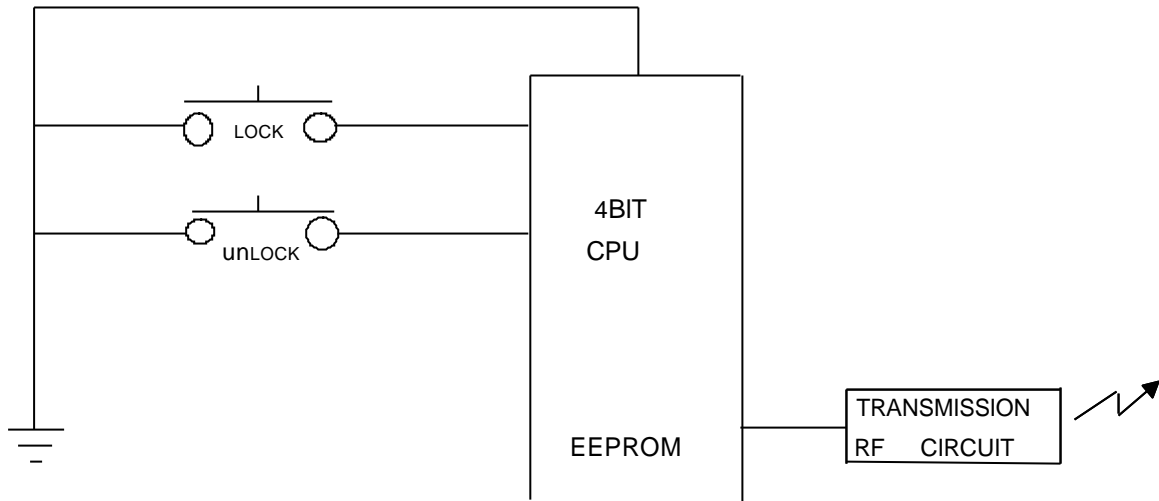 LOCK
unLOCK
4BIT
CPU
EEPROM
TRANSMISSION
RF CIRCUIT